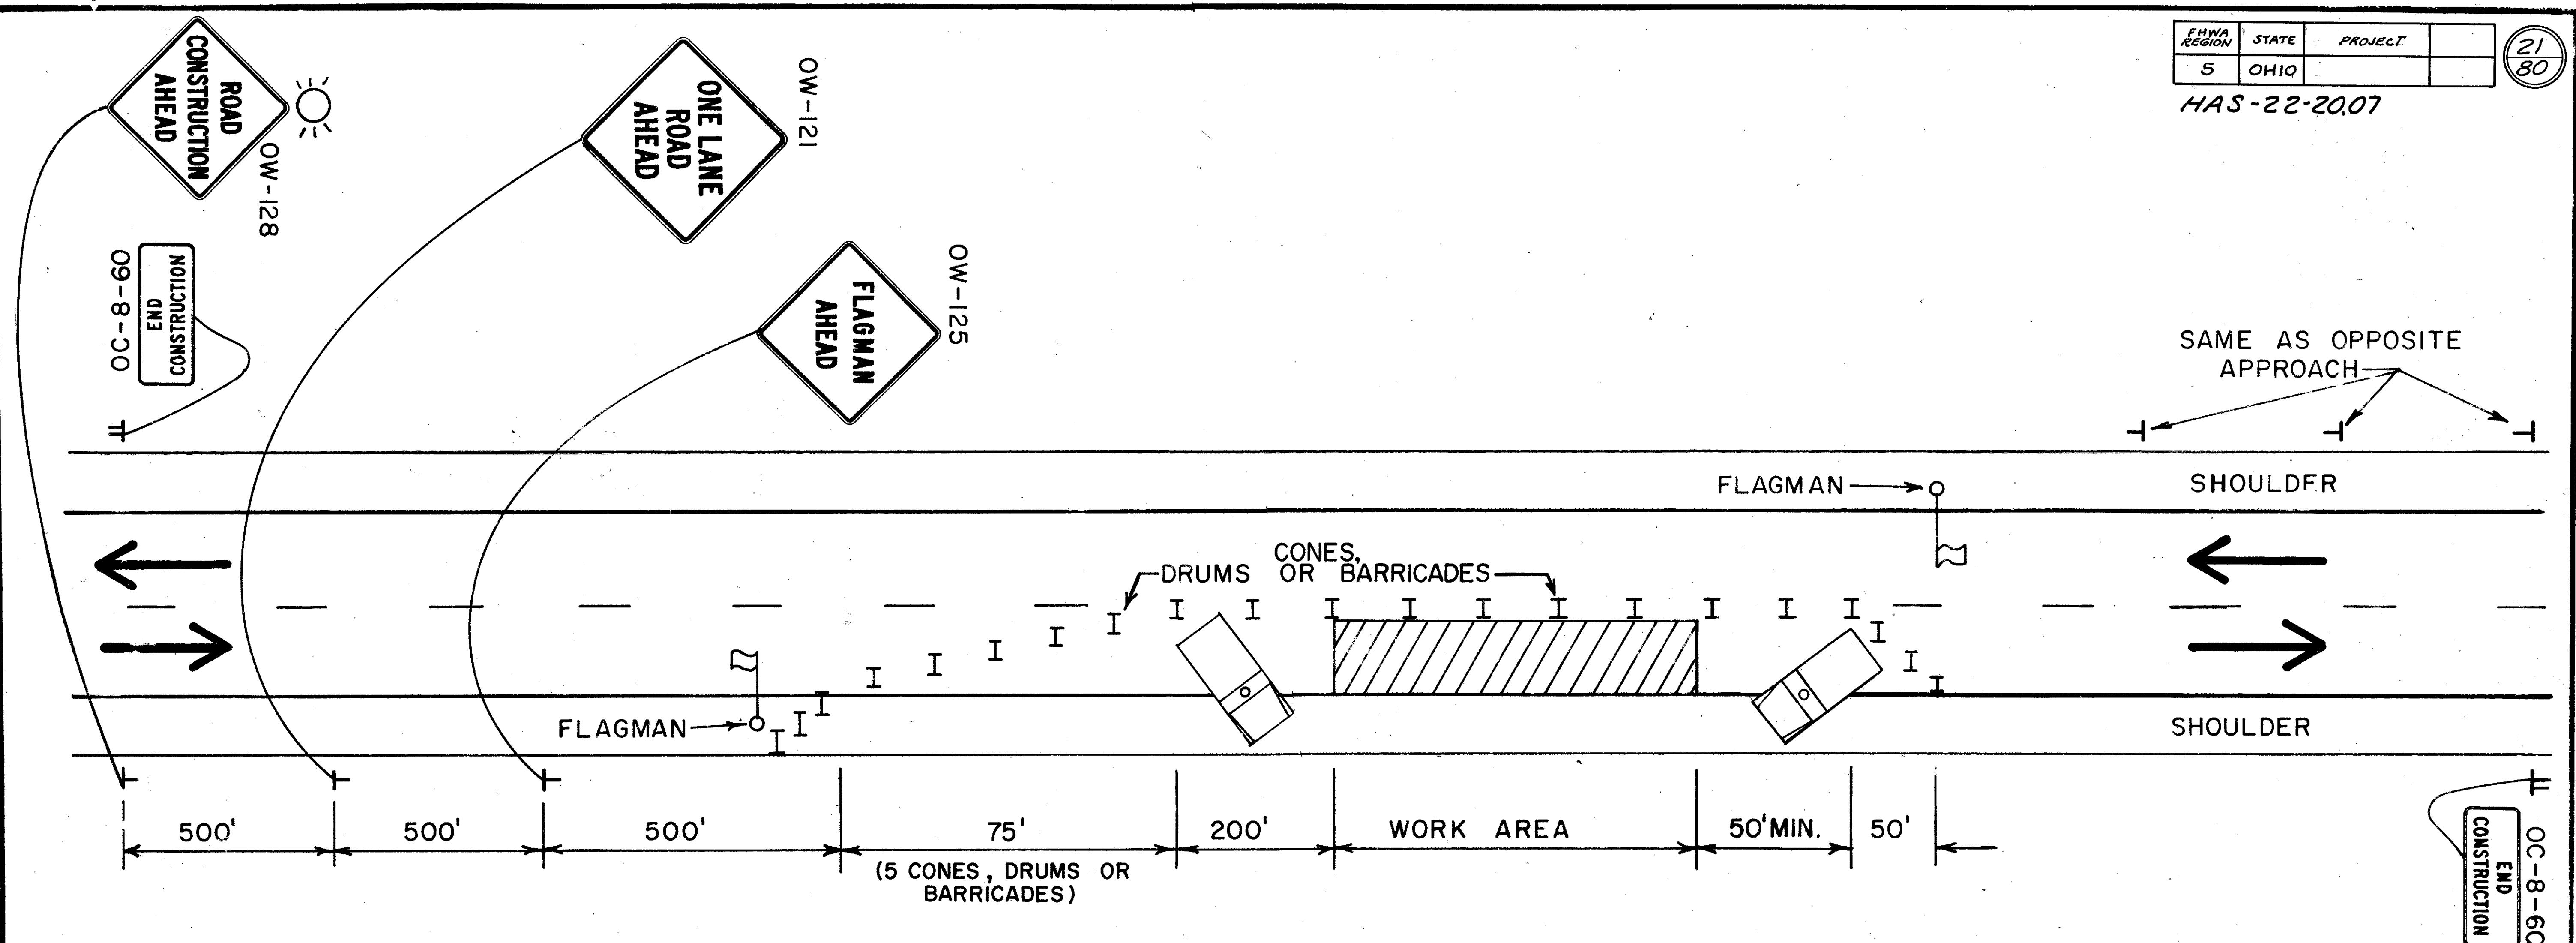 FHWA REGION STATE PROJECT
5 OHIO
21
80
HAS-22-20.07
ROAD
CONSTRUCTION
AHEAD
OW-128
ONE LANE
ROAD
AHEAD
OW-121
FLAGMAN
AHEAD
OW-125
END
CONSTRUCTION
OC-8-60
SAME AS OPPOSITE
APPROACH
FLAGMAN
SHOULDER
CONES,
DRUMS OR BARRICADES
FLAGMAN
SHOULDER
500' 500' 500' 75' 200' WORK AREA 50' MIN. 50'
(5 CONES, DRUMS OR
BARRICADES)
END
CONSTRUCTION
OC-8-60